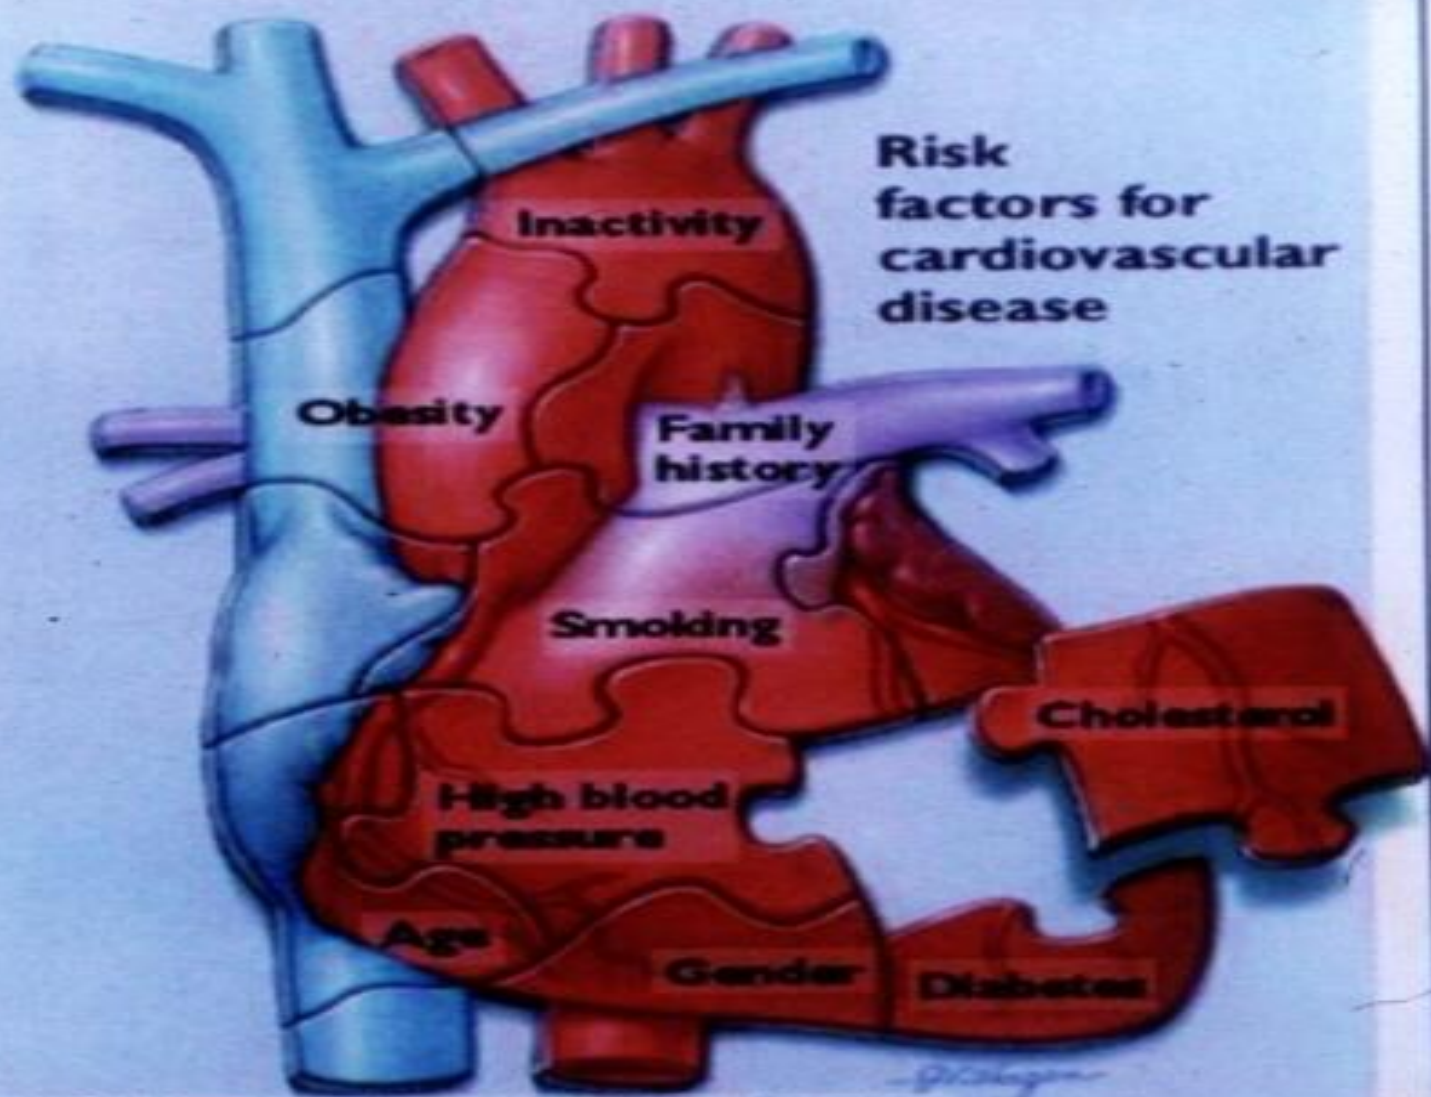 Risk
factors for
cardiovascular
disease
Inactivity
Obesity
Family
history
Smoking
Cholesterol
High blood
pressure
Age
Gender
Diabetes